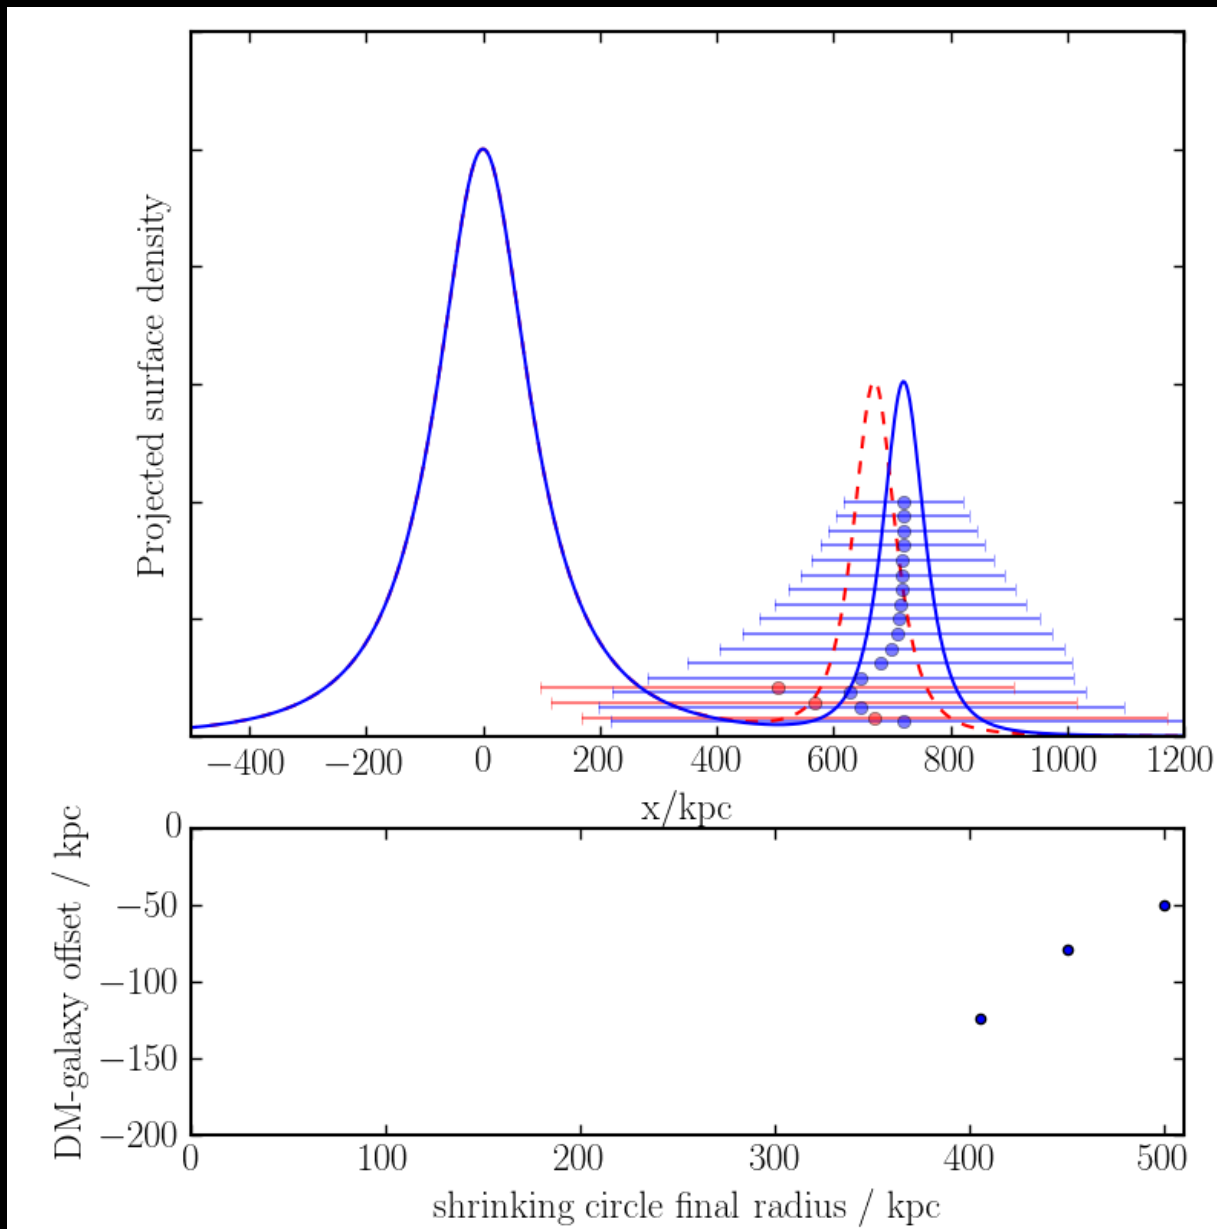 Projected surface density
−400 −200 0 200 400 600 800 1000 1200
x/kpc
DM-galaxy offset / kpc
0
−50
−100
−150
−200
0 100 200 300 400 500
shrinking circle final radius / kpc